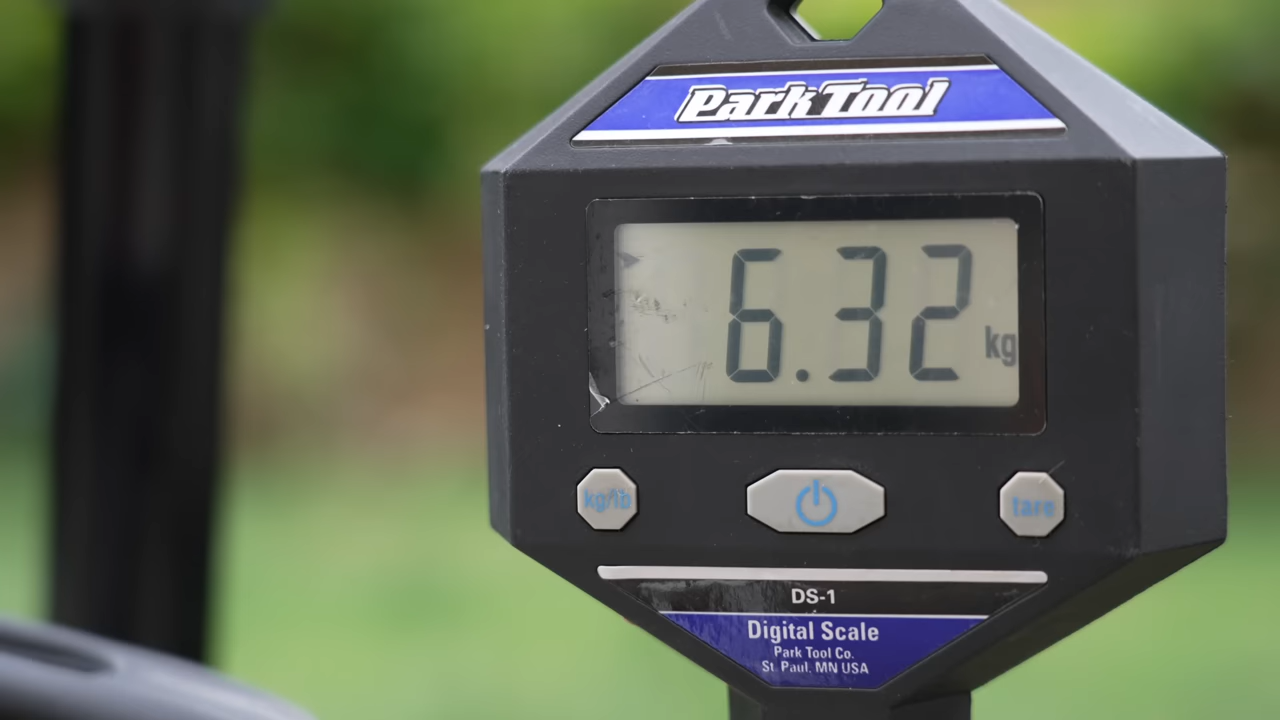 Park Tool
6.32 kg
kg/lb
tare
DS-1
Digital Scale
Park Tool Co.
St. Paul, MN USA